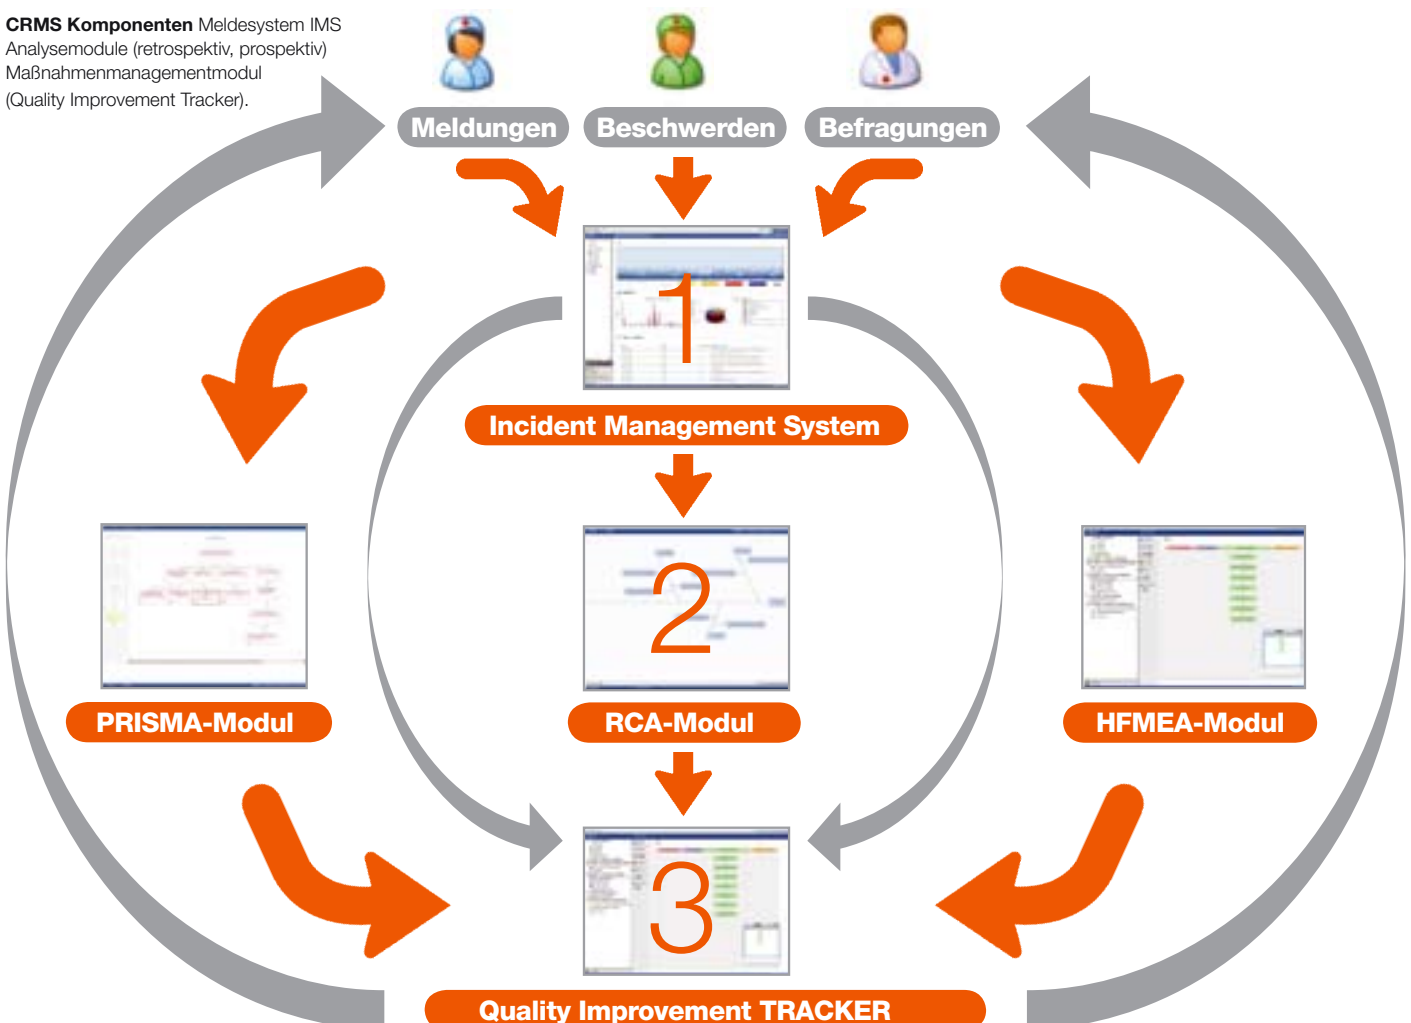 CRMS Komponenten Meldesystem IMS
Analysemodule (retrospektiv, prospektiv)
Maßnahmenmanagementmodul
(Quality Improvement Tracker).
Meldungen
Beschwerden
Befragungen
1
Incident Management System
2
PRISMA-Modul
RCA-Modul
HFMEA-Modul
3
Quality Improvement TRACKER